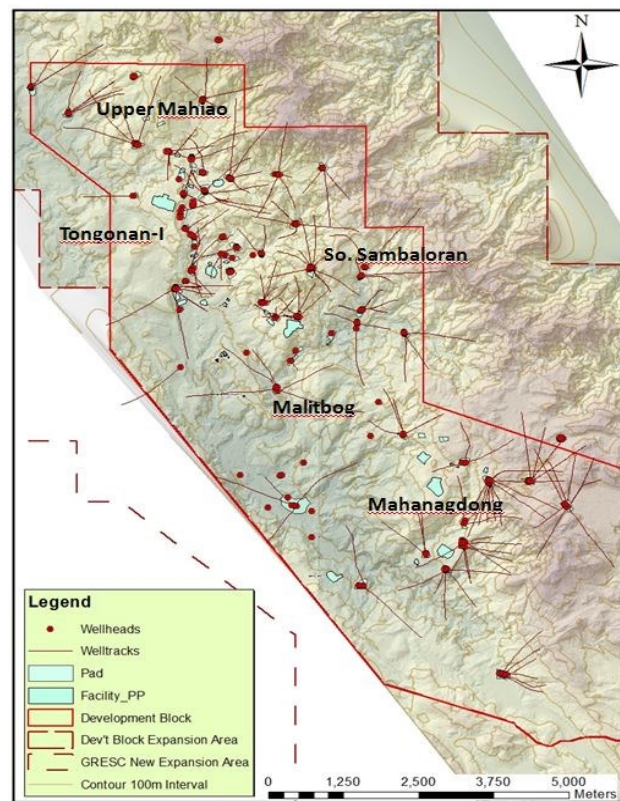 N
Upper Mahiao
Tongonan-I
So. Sambaloran
Malitbog
Mahanagdong
Legend
Wellheads
Welltracks
Pad
Facility_PP
Development Block
Dev't Block Expansion Area
GRESC New Expansion Area
Contour 100m Interval
0 1,250 2,500 3,750 5,000
Meters